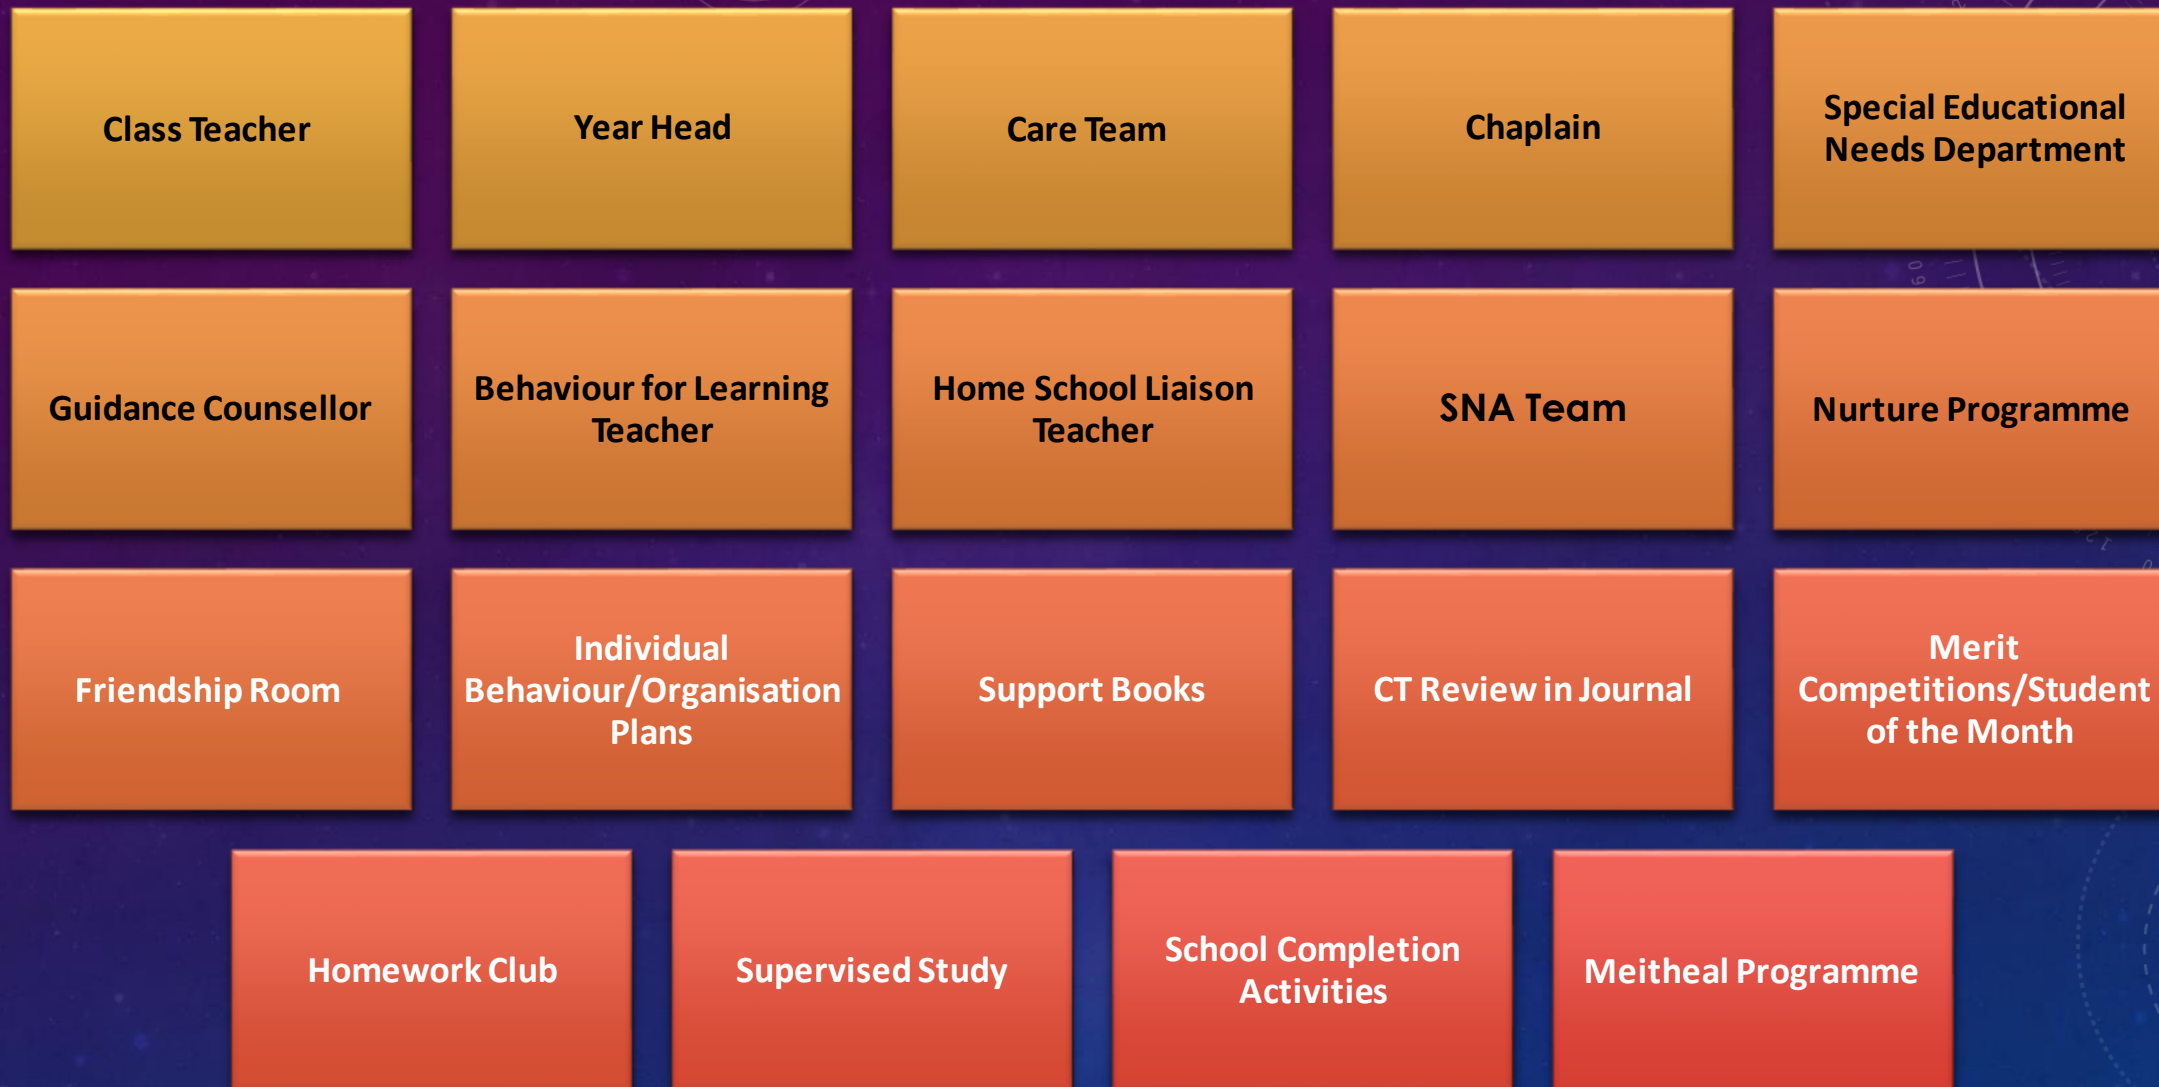 Class Teacher
Year Head
Care Team
Chaplain
Special Educational
Needs Department
Guidance Counsellor
Behaviour for Learning
Teacher
Home School Liaison
Teacher
SNA Team
Nurture Programme
Friendship Room
Individual
Behaviour/Organisation
Plans
Support Books
CT Review in Journal
Merit
Competitions/Student
of the Month
Homework Club
Supervised Study
School Completion
Activities
Meitheal Programme